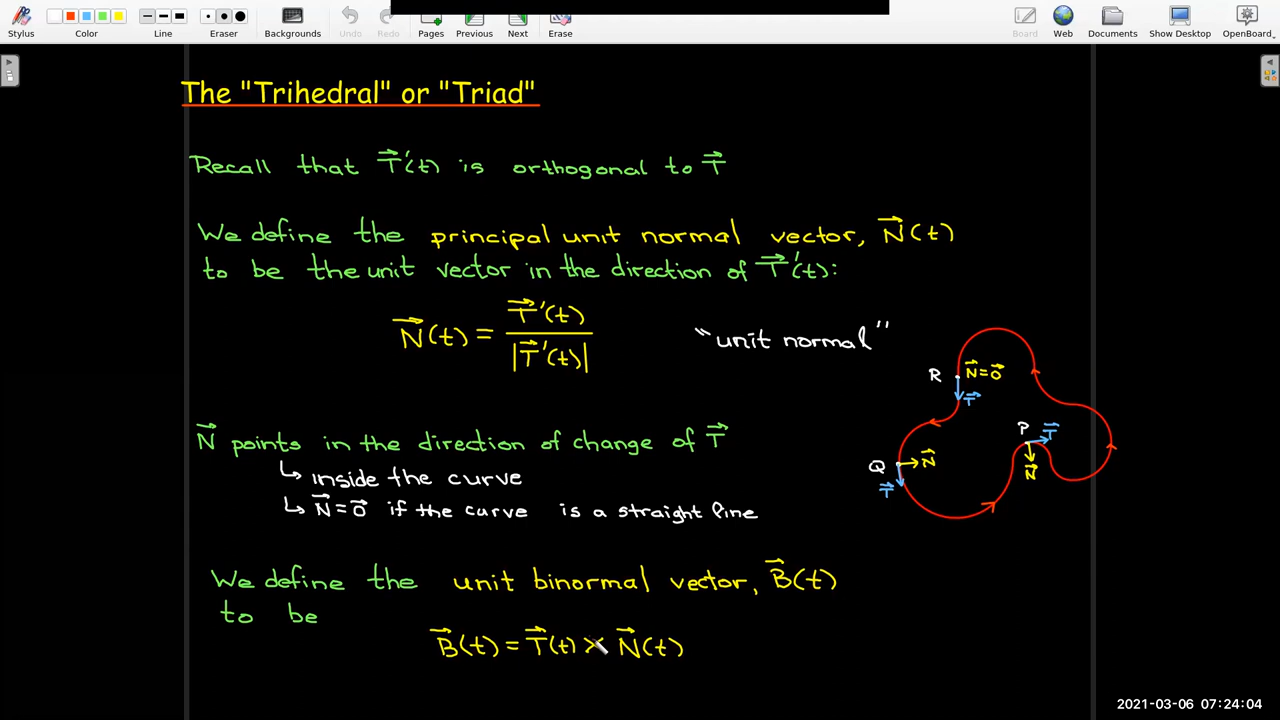 Stylus
Color
Line
Eraser
Backgrounds
Undo
Redo
Pages
Previous
Next
Erase
Board
Web
Documents
Show Desktop
OpenBoard
The "Trihedral" or "Triad"
Recall that T⃗'(t) is orthogonal to T⃗
We define the principal unit normal vector, N⃗(t)
to be the unit vector in the direction of T⃗'(t):
N⃗(t) = T⃗'(t) / |T⃗'(t)|
"unit normal"
R N⃗=0⃗
T⃗
P T⃗
N⃗
Q N⃗
T⃗
N⃗ points in the direction of change of T⃗
↳ inside the curve
↳ N⃗=0⃗ if the curve is a straight line
We define the unit binormal vector, B⃗(t)
to be
B⃗(t) = T⃗(t) × N⃗(t)
2021-03-06 07:24:04